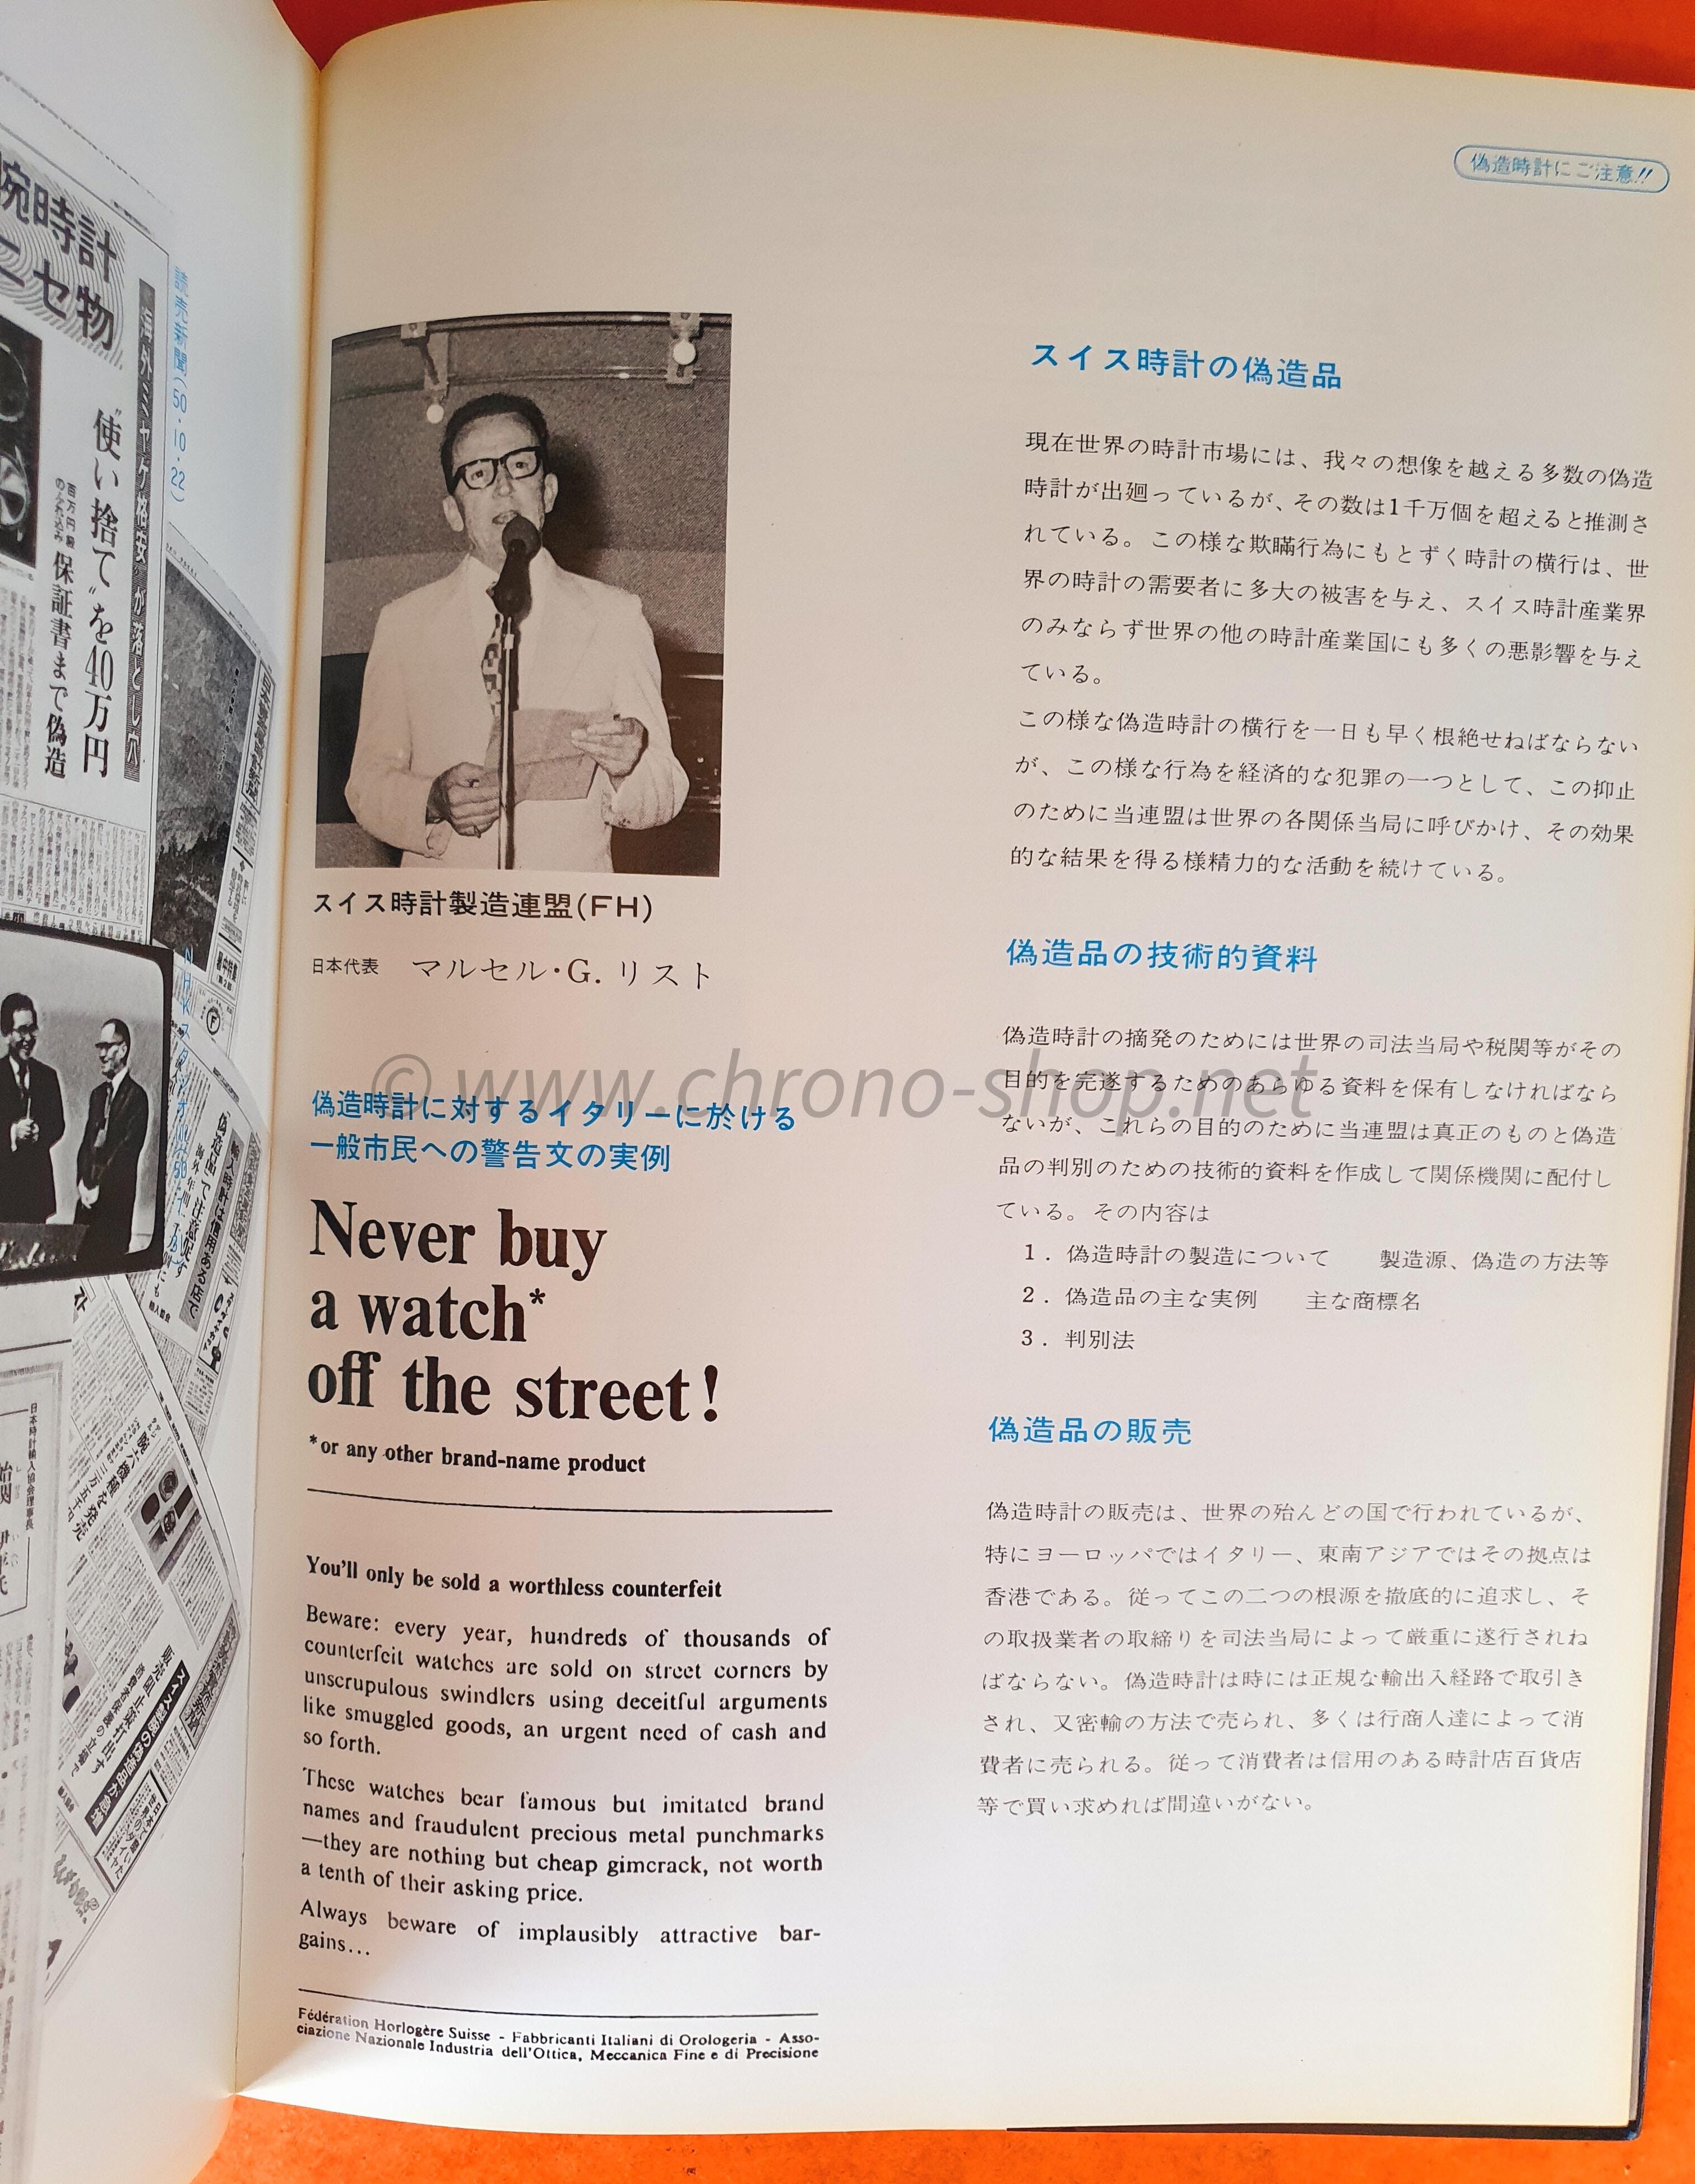 偽造時計にご注意!!
腕時計
ニセ物
海外ミヤゲ格安 が落とし穴
“使い捨て”を40万円
保証書まで偽造
読売新聞(50・10・22)
スイス時計製造連盟(FH)
日本代表 マルセル・G. リスト
偽造時計に対するイタリーに於ける
一般市民への警告文の実例
Never buy
a watch*
off the street!
*or any other brand-name product
You'll only be sold a worthless counterfeit
Beware: every year, hundreds of thousands of
counterfeit watches are sold on street corners by
unscrupulous swindlers using deceitful arguments
like smuggled goods, an urgent need of cash and
so forth.
These watches bear famous but imitated brand
names and fraudulent precious metal punchmarks
—they are nothing but cheap gimcrack, not worth
a tenth of their asking price.
Always beware of implausibly attractive bar-
gains...
Fédération Horlogère Suisse - Fabbricanti Italiani di Orologeria - Asso-
ciazione Nazionale Industria dell'Ottica, Meccanica Fine e di Precisione
スイス時計の偽造品
現在世界の時計市場には、我々の想像を越える多数の偽造
時計が出廻っているが、その数は1千万個を超えると推測さ
れている。この様な欺瞞行為にもとずく時計の横行は、世
界の時計の需要者に多大の被害を与え、スイス時計産業界
のみならず世界の他の時計産業国にも多くの悪影響を与え
ている。
この様な偽造時計の横行を一日も早く根絶せねばならない
が、この様な行為を経済的な犯罪の一つとして、この抑止
のために当連盟は世界の各関係当局に呼びかけ、その効果
的な結果を得る様精力的な活動を続けている。
偽造品の技術的資料
偽造時計の摘発のためには世界の司法当局や税関等がその
目的を完遂するためのあらゆる資料を保有しなければなら
ないが、これらの目的のために当連盟は真正のものと偽造
品の判別のための技術的資料を作成して関係機関に配付し
ている。その内容は
1. 偽造時計の製造について 製造源、偽造の方法等
2. 偽造品の主な実例 主な商標名
3. 判別法
偽造品の販売
偽造時計の販売は、世界の殆んどの国で行われているが、
特にヨーロッパではイタリー、東南アジアではその拠点は
香港である。従ってこの二つの根源を徹底的に追求し、そ
の取扱業者の取締りを司法当局によって厳重に遂行されね
ばならない。偽造時計は時には正規な輸出入経路で取引き
され、又密輸の方法で売られ、多くは行商人達によって消
費者に売られる。従って消費者は信用のある時計店百貨店
等で買い求めれば間違いがない。
© www.chrono-shop.net